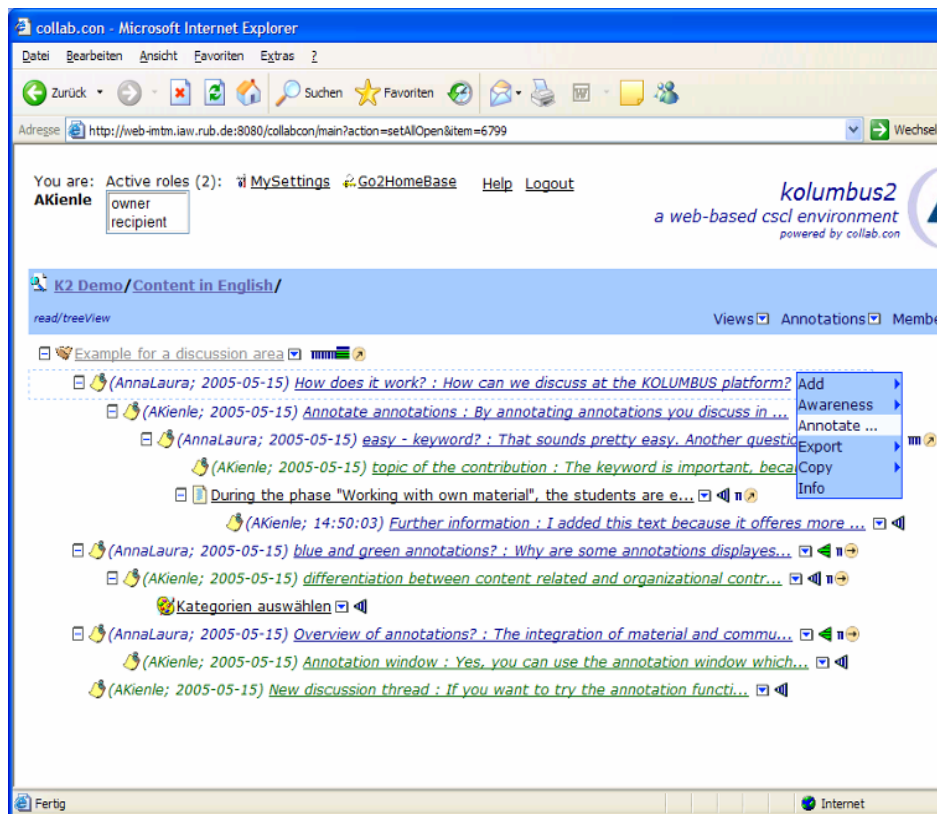 collab.con - Microsoft Internet Explorer
Datei Bearbeiten Ansicht Favoriten Extras ?
Zurück Suchen Favoriten
Adresse http://web-imtm.iaw.rub.de:8080/collabcon/main?action=setAllOpen&item=6799 Wechsel
You are: Active roles (2): MySettings Go2HomeBase Help Logout
AKienle owner
recipient
kolumbus2
a web-based cscl environment
powered by collab.con
K2 Demo/Content in English/
read/treeView Views Annotations Membe
Example for a discussion area
(AnnaLaura; 2005-05-15) How does it work? : How can we discuss at the KOLUMBUS platform?
(AKienle; 2005-05-15) Annotate annotations : By annotating annotations you discuss in ...
(AnnaLaura; 2005-05-15) easy - keyword? : That sounds pretty easy. Another questio
(AKienle; 2005-05-15) topic of the contribution : The keyword is important, beca
During the phase "Working with own material", the students are e...
(AKienle; 14:50:03) Further information : I added this text because it offeres more ...
(AnnaLaura; 2005-05-15) blue and green annotations? : Why are some annotations displayes...
(AKienle; 2005-05-15) differentiation between content related and organizational contr...
Kategorien auswählen
(AnnaLaura; 2005-05-15) Overview of annotations? : The integration of material and commu...
(AKienle; 2005-05-15) Annotation window : Yes, you can use the annotation window which...
(AKienle; 2005-05-15) New discussion thread : If you want to try the annotation functi...
Add
Awareness
Annotate ...
Export
Copy
Info
Fertig Internet